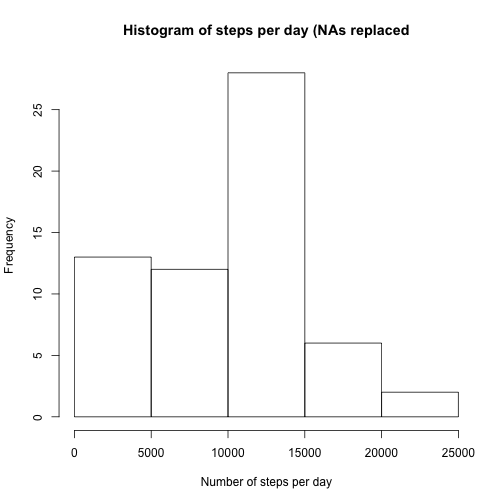 Histogram of steps per day (NAs replaced
Frequency
25
20
15
10
5
0
0 5000 10000 15000 20000 25000
Number of steps per day